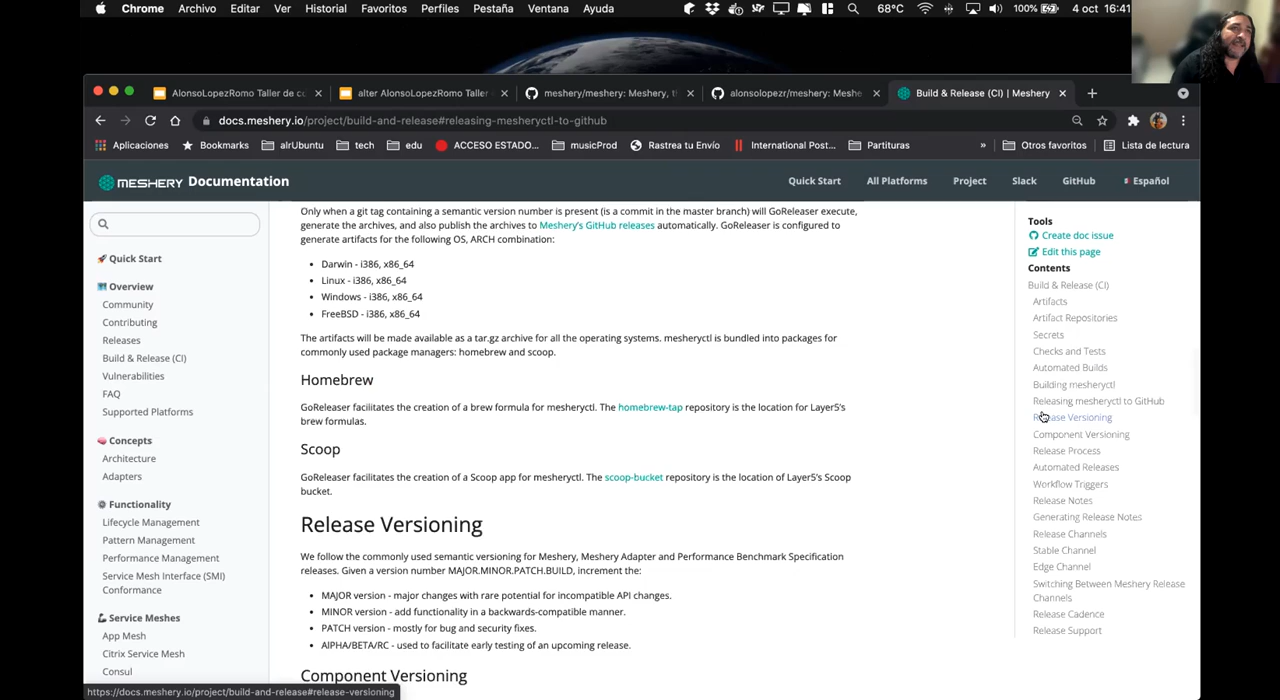 Chrome Archivo Editar Ver Historial Favoritos Perfiles Pestaña Ventana Ayuda 68°C 100% 4 oct 16:41
AlonsoLopezRomo Taller de co alter AlonsoLopezRomo Taller meshery/meshery: Meshery, th alonsolopezr/meshery: Meshe Build & Release (CI) | Meshery
docs.meshery.io/project/build-and-release#releasing-mesheryctl-to-github
Aplicaciones Bookmarks alrUbuntu tech edu ACCESO ESTADO... musicProd Rastrea tu Envío International Post... Partituras » Otros favoritos Lista de lectura
MESHERY Documentation
Quick Start All Platforms Project Slack GitHub Español
Quick Start
Overview
Community
Contributing
Releases
Build & Release (CI)
Vulnerabilities
FAQ
Supported Platforms
Concepts
Architecture
Adapters
Functionality
Lifecycle Management
Pattern Management
Performance Management
Service Mesh Interface (SMI)
Conformance
Service Meshes
App Mesh
Citrix Service Mesh
Consul
Only when a git tag containing a semantic version number is present (is a commit in the master branch) will GoReleaser execute,
generate the archives, and also publish the archives to Meshery's GitHub releases automatically. GoReleaser is configured to
generate artifacts for the following OS, ARCH combination:
• Darwin - i386, x86_64
• Linux - i386, x86_64
• Windows - i386, x86_64
• FreeBSD - i386, x86_64
The artifacts will be made available as a tar.gz archive for all the operating systems. mesheryctl is bundled into packages for
commonly used package managers: homebrew and scoop.
Homebrew
GoReleaser facilitates the creation of a brew formula for mesheryctl. The homebrew-tap repository is the location for Layer5's
brew formulas.
Scoop
GoReleaser facilitates the creation of a Scoop app for mesheryctl. The scoop-bucket repository is the location of Layer5's Scoop
bucket.
Release Versioning
We follow the commonly used semantic versioning for Meshery, Meshery Adapter and Performance Benchmark Specification
releases. Given a version number MAJOR.MINOR.PATCH.BUILD, increment the:
• MAJOR version - major changes with rare potential for incompatible API changes.
• MINOR version - add functionality in a backwards-compatible manner.
• PATCH version - mostly for bug and security fixes.
• AlPHA/BETA/RC - used to facilitate early testing of an upcoming release.
Component Versioning
Tools
Create doc issue
Edit this page
Contents
Build & Release (CI)
Artifacts
Artifact Repositories
Secrets
Checks and Tests
Automated Builds
Building mesheryctl
Releasing mesheryctl to GitHub
Release Versioning
Component Versioning
Release Process
Automated Releases
Workflow Triggers
Release Notes
Generating Release Notes
Release Channels
Stable Channel
Edge Channel
Switching Between Meshery Release
Channels
Release Cadence
Release Support
https://docs.meshery.io/project/build-and-release#release-versioning